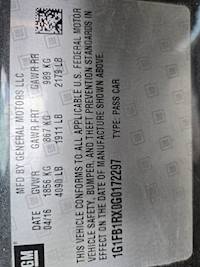 MFD BY GENERAL MOTORS LLC
DATE GVWR GAWR FRT GAWR RR
04/16 1856 KG 867 KG 989 KG
4090 LB 1911 LB 2179 LB
THIS VEHICLE CONFORMS TO ALL APPLICABLE U.S. FEDERAL MOTOR
VEHICLE SAFETY, BUMPER, AND THEFT PREVENTION STANDARDS IN
EFFECT ON THE DATE OF MANUFACTURE SHOWN ABOVE.
1G1FB1RX0G0172297 TYPE: PASS CAR
GM